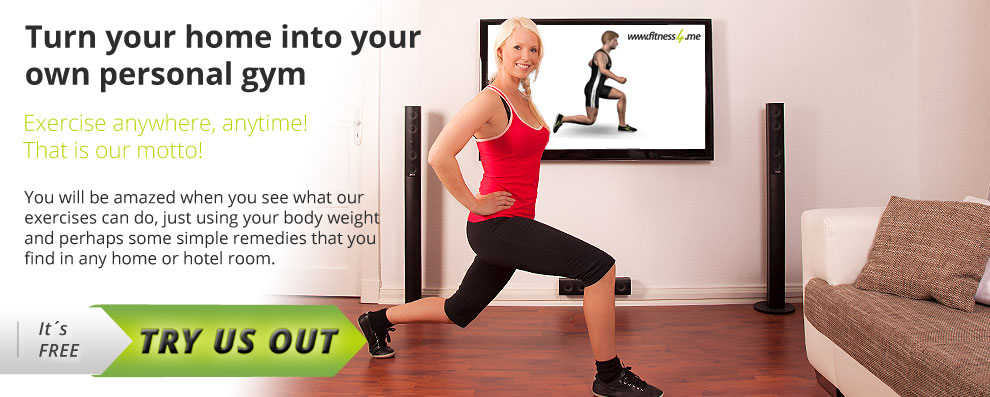 Turn your home into your
own personal gym
Exercise anywhere, anytime!
That is our motto!
You will be amazed when you see what our
exercises can do, just using your body weight
and perhaps some simple remedies that you
find in any home or hotel room.
It´s
FREE
TRY US OUT
www.fitness4.me